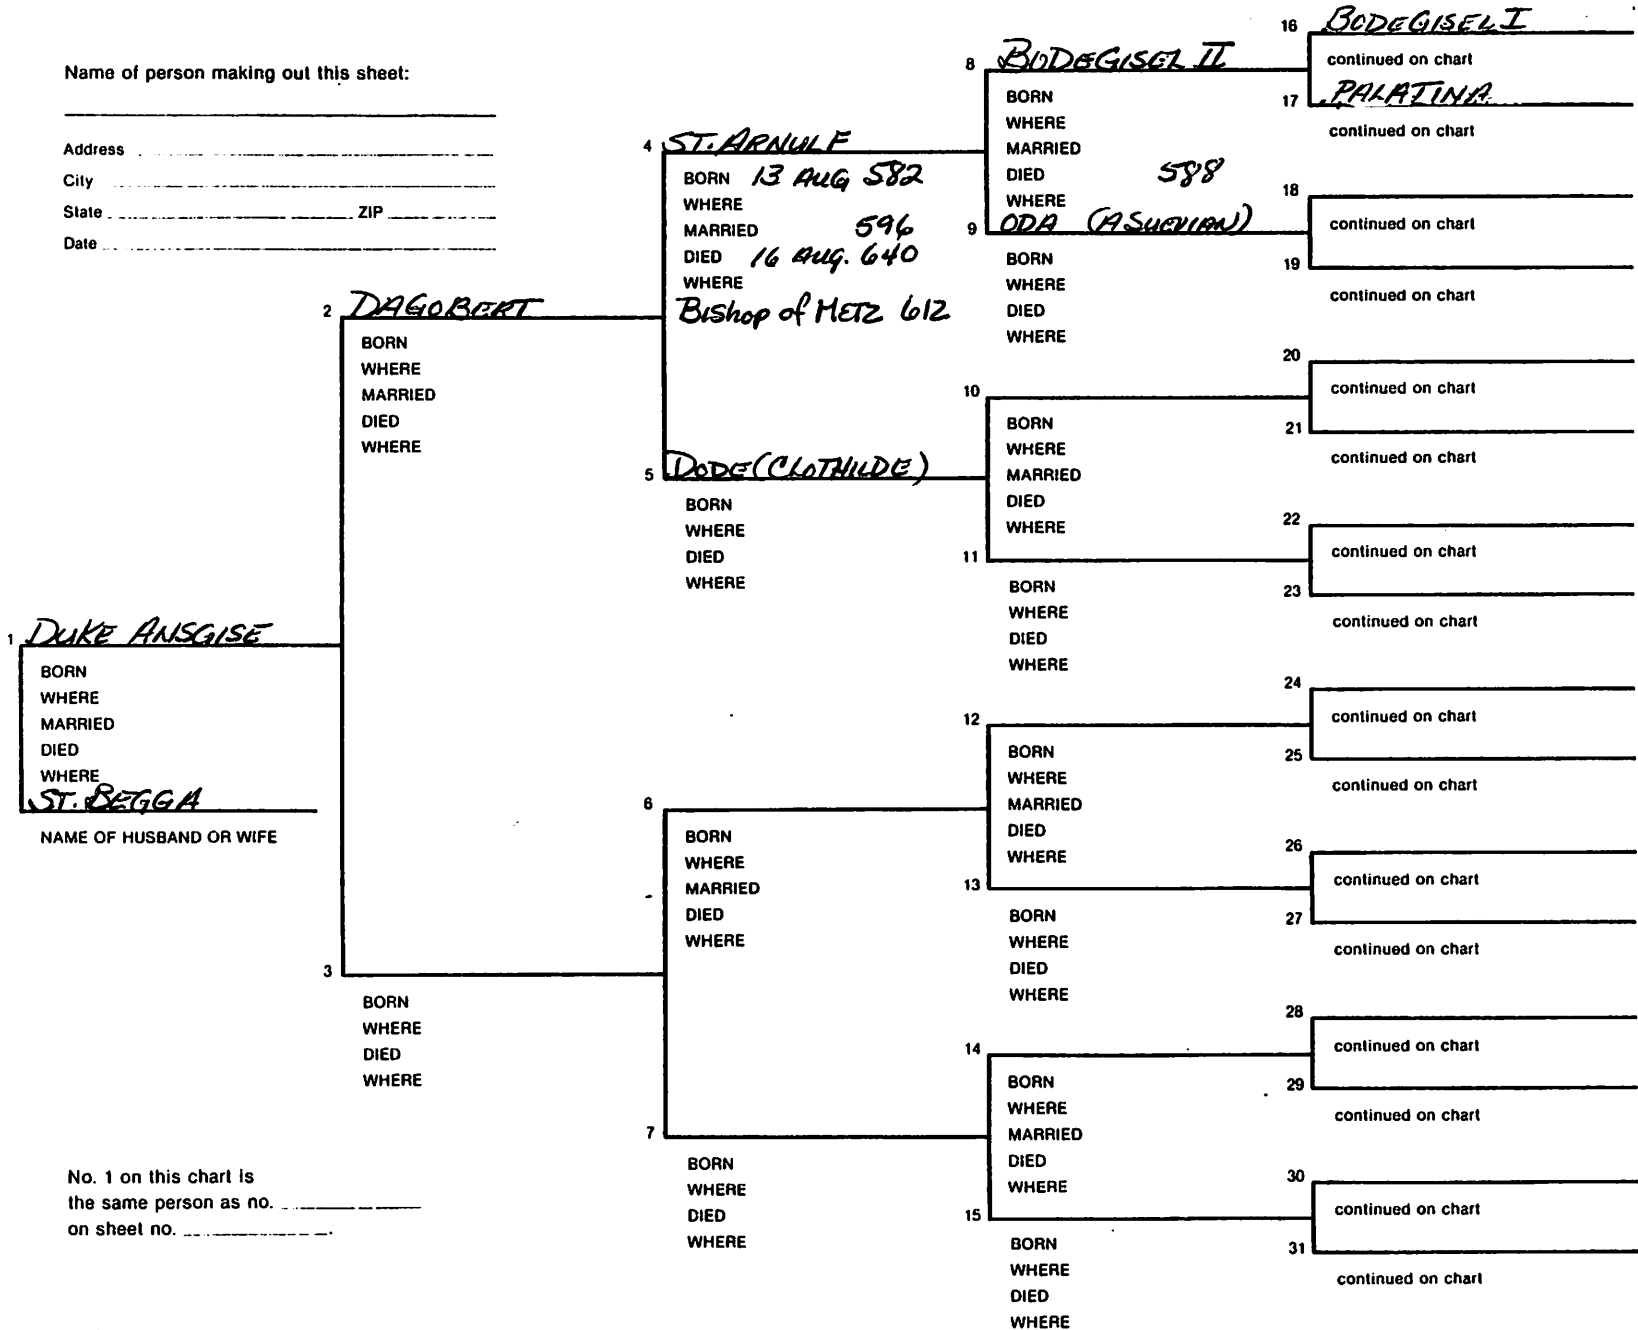 Name of person making out this sheet:
Address
City
State ZIP
Date
1 DUKE ANSGISE
BORN
WHERE
MARRIED
DIED
WHERE
ST. BEGGA
NAME OF HUSBAND OR WIFE
No. 1 on this chart is
the same person as no.
on sheet no.
2 DAGOBERT
BORN
WHERE
MARRIED
DIED
WHERE
3
BORN
WHERE
DIED
WHERE
4 ST. ARNULF
BORN 13 AUG 582
WHERE
MARRIED 596
DIED 16 AUG. 640
WHERE
Bishop of METZ 612
5 DODE (CLOTHILDE)
BORN
WHERE
DIED
WHERE
6
BORN
WHERE
MARRIED
DIED
WHERE
7
BORN
WHERE
DIED
WHERE
8 BODEGISEL II
BORN
WHERE
MARRIED
DIED 588
WHERE
9 ODA (A SUEVIAN)
BORN
WHERE
DIED
WHERE
10
BORN
WHERE
MARRIED
DIED
WHERE
11
BORN
WHERE
DIED
WHERE
12
BORN
WHERE
MARRIED
DIED
WHERE
13
BORN
WHERE
DIED
WHERE
14
BORN
WHERE
MARRIED
DIED
WHERE
15
BORN
WHERE
DIED
WHERE
16 BODEGISEL I
continued on chart
17 PALATINA
continued on chart
18
continued on chart
19
continued on chart
20
continued on chart
21
continued on chart
22
continued on chart
23
continued on chart
24
continued on chart
25
continued on chart
26
continued on chart
27
continued on chart
28
continued on chart
29
continued on chart
30
continued on chart
31
continued on chart